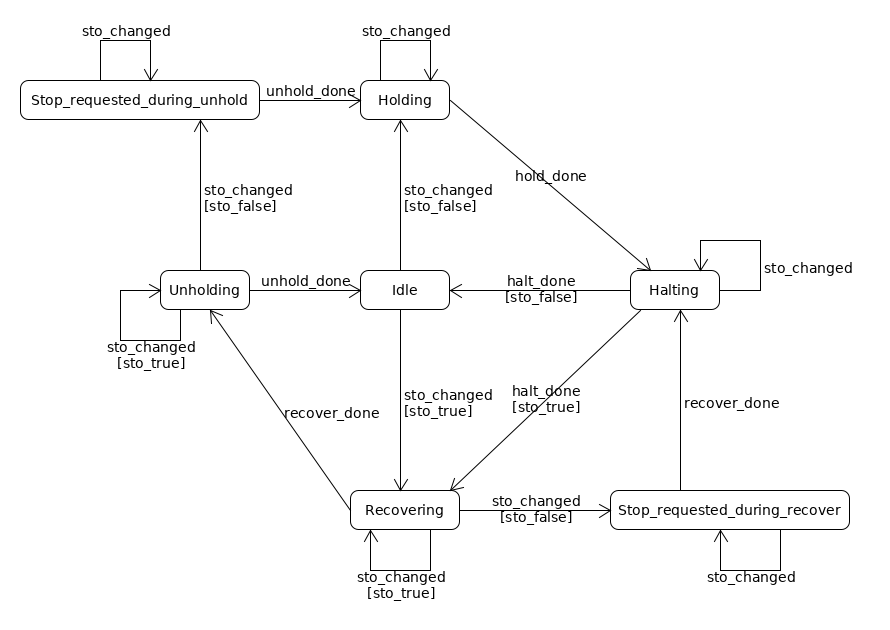 sto_changed
sto_changed
Stop_requested_during_unhold
unhold_done
Holding
hold_done
sto_changed
[sto_false]
sto_changed
[sto_false]
Unholding
unhold_done
Idle
halt_done
[sto_false]
Halting
sto_changed
sto_changed
[sto_true]
recover_done
sto_changed
[sto_true]
halt_done
[sto_true]
recover_done
Recovering
sto_changed
[sto_false]
Stop_requested_during_recover
sto_changed
[sto_true]
sto_changed